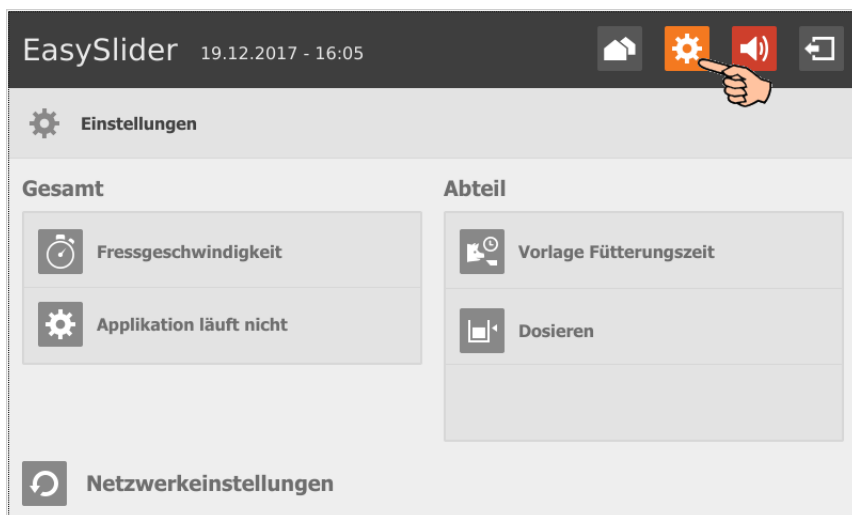 EasySlider 19.12.2017 - 16:05
Einstellungen
Gesamt
Fressgeschwindigkeit
Applikation läuft nicht
Abteil
Vorlage Fütterungszeit
Dosieren
Netzwerkeinstellungen